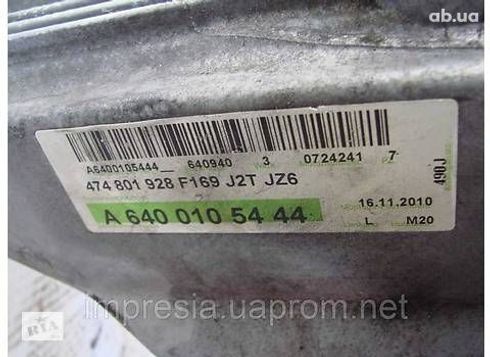 ab.ua
A6400105444__ 640940 3 0724241 7
474 801 928 F169 J2T JZ6
490J
A 640 010 54 44
16.11.2010
L M20
impresia.uaprom.net
RIA